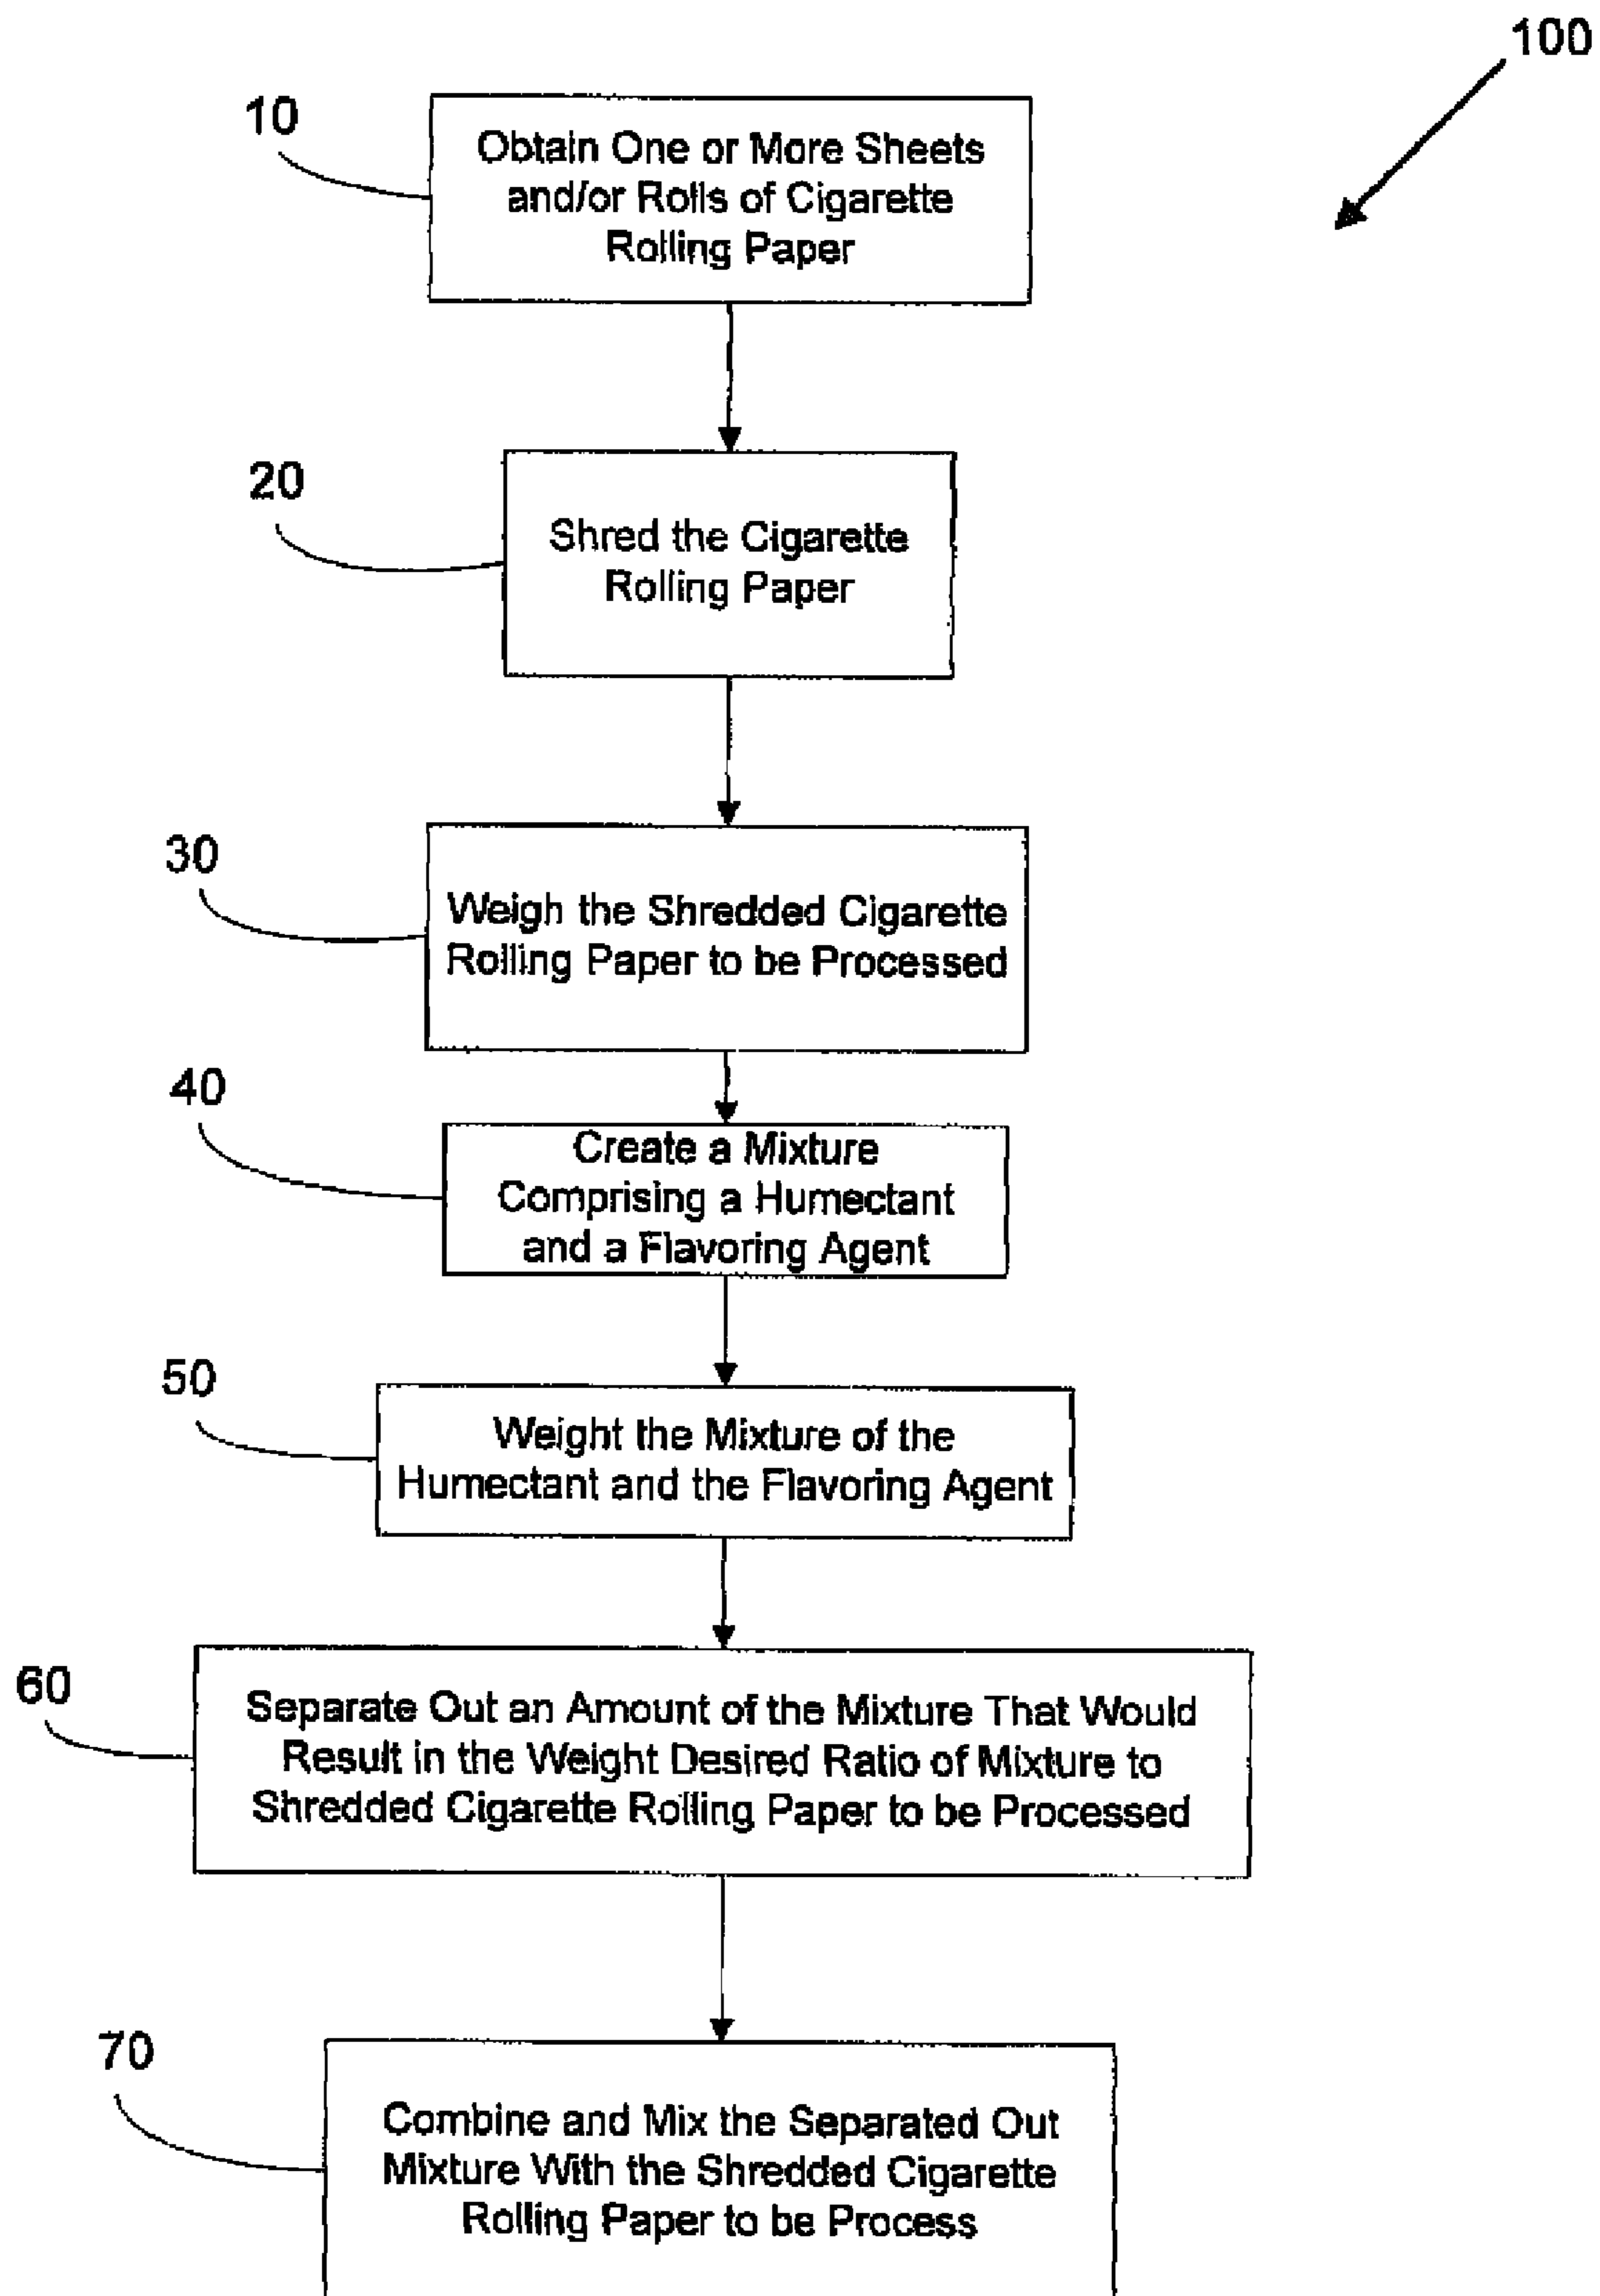 100
10
Obtain One or More Sheets
and/or Rolls of Cigarette
Rolling Paper
20
Shred the Cigarette
Rolling Paper
30
Weigh the Shredded Cigarette
Rolling Paper to be Processed
40
Create a Mixture
Comprising a Humectant
and a Flavoring Agent
50
Weight the Mixture of the
Humectant and the Flavoring Agent
60
Separate Out an Amount of the Mixture That Would
Result in the Weight Desired Ratio of Mixture to
Shredded Cigarette Rolling Paper to be Processed
70
Combine and Mix the Separated Out
Mixture With the Shredded Cigarette
Rolling Paper to be Process